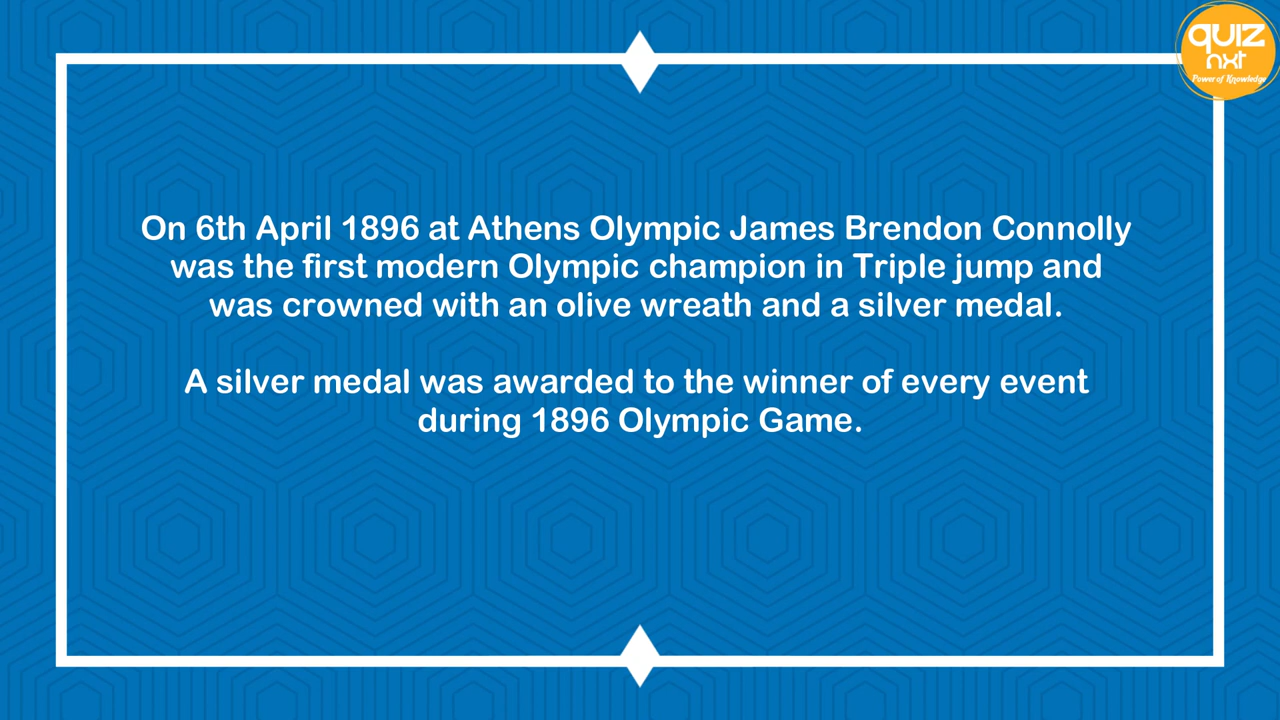 QUIZ
nxt
Power of Knowledge
On 6th April 1896 at Athens Olympic James Brendon Connolly
was the first modern Olympic champion in Triple jump and
was crowned with an olive wreath and a silver medal.
A silver medal was awarded to the winner of every event
during 1896 Olympic Game.